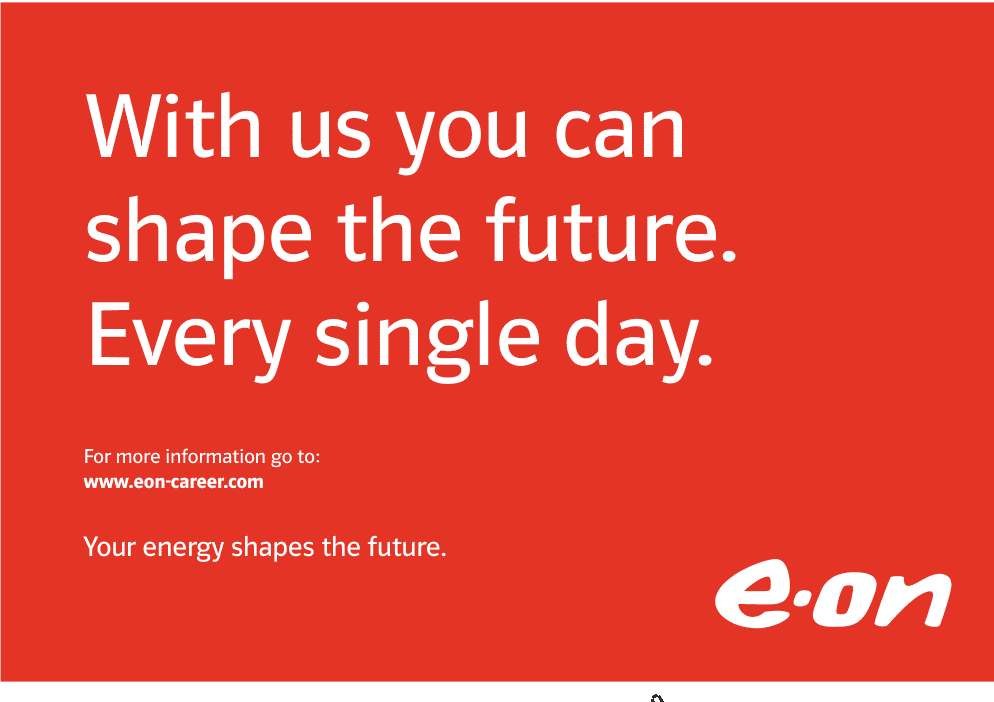 With us you can
shape the future.
Every single day.
For more information go to:
www.eon-career.com
Your energy shapes the future.
e·on